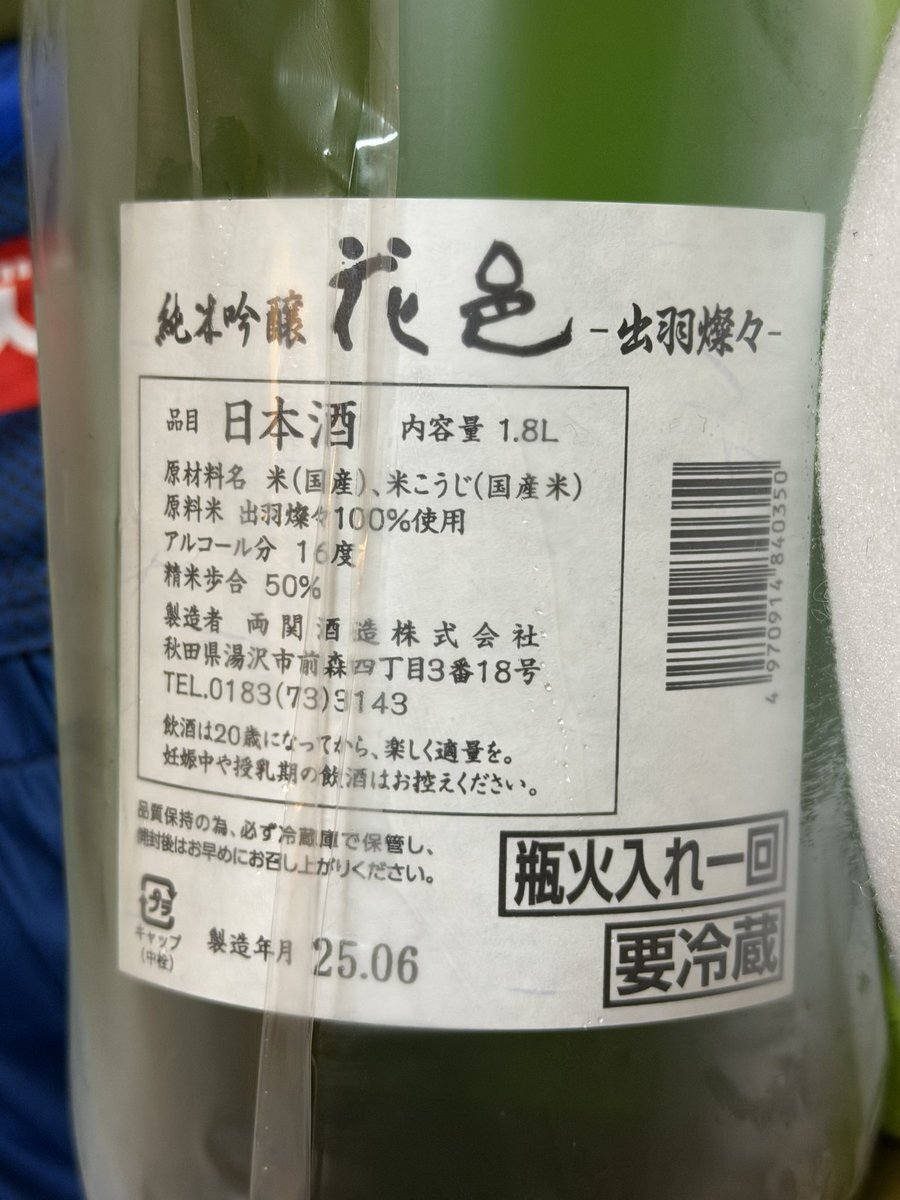 純米吟醸 花邑 -出羽燦々-
品目 日本酒 内容量 1.8L
原材料名 米(国産)、米こうじ(国産米)
原料米 出羽燦々100%使用
アルコール分 16度
精米歩合 50%
製造者 両関酒造株式会社
秋田県湯沢市前森四丁目3番18号
TEL.0183(73)3143
飲酒は20歳になってから、楽しく適量を。
妊娠中や授乳期の飲酒はお控えください。
4 970914 840350
品質保持の為、必ず冷蔵庫で保管し、
開封後はお早めにお召し上がりください。
瓶火入れ一回
要冷蔵
プラ
キャップ
(中栓)
製造年月 25.06